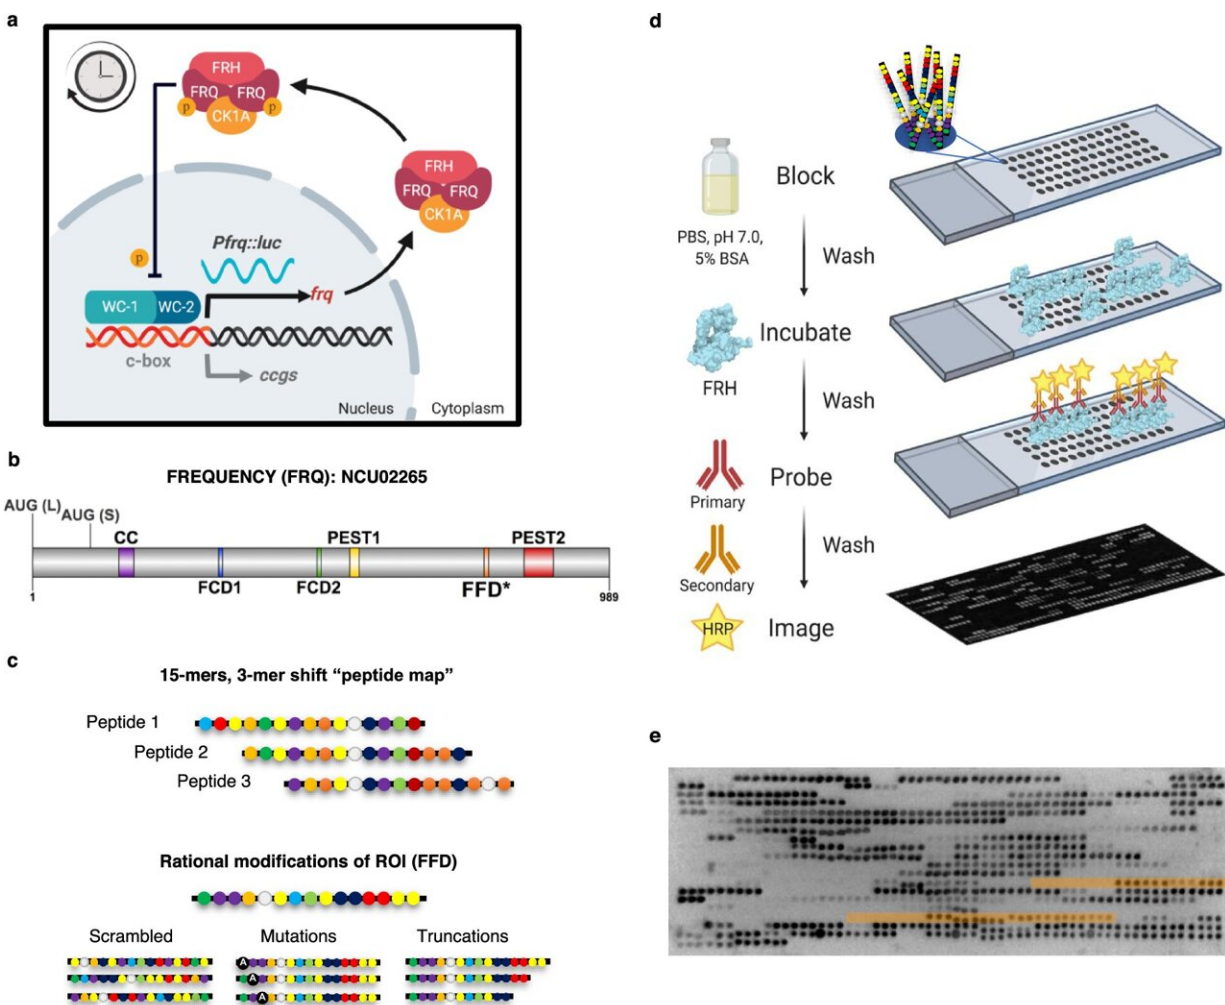 a
FRH
FRQ FRQ
p p
CK1A
FRH
FRQ FRQ
CK1A
p
Pfrq::luc
WC-1 WC-2
frq
c-box
ccgs
Nucleus Cytoplasm
b
FREQUENCY (FRQ): NCU02265
AUG (L)
AUG (S)
CC PEST1 PEST2
FCD1 FCD2 FFD*
1 989
c
15-mers, 3-mer shift “peptide map”
Peptide 1
Peptide 2
Peptide 3
Rational modifications of ROI (FFD)
Scrambled Mutations Truncations
A
A
A
d
Block
PBS, pH 7.0,
5% BSA
Wash
Incubate
FRH
Wash
Probe
Primary
Wash
Secondary
HRP Image
e